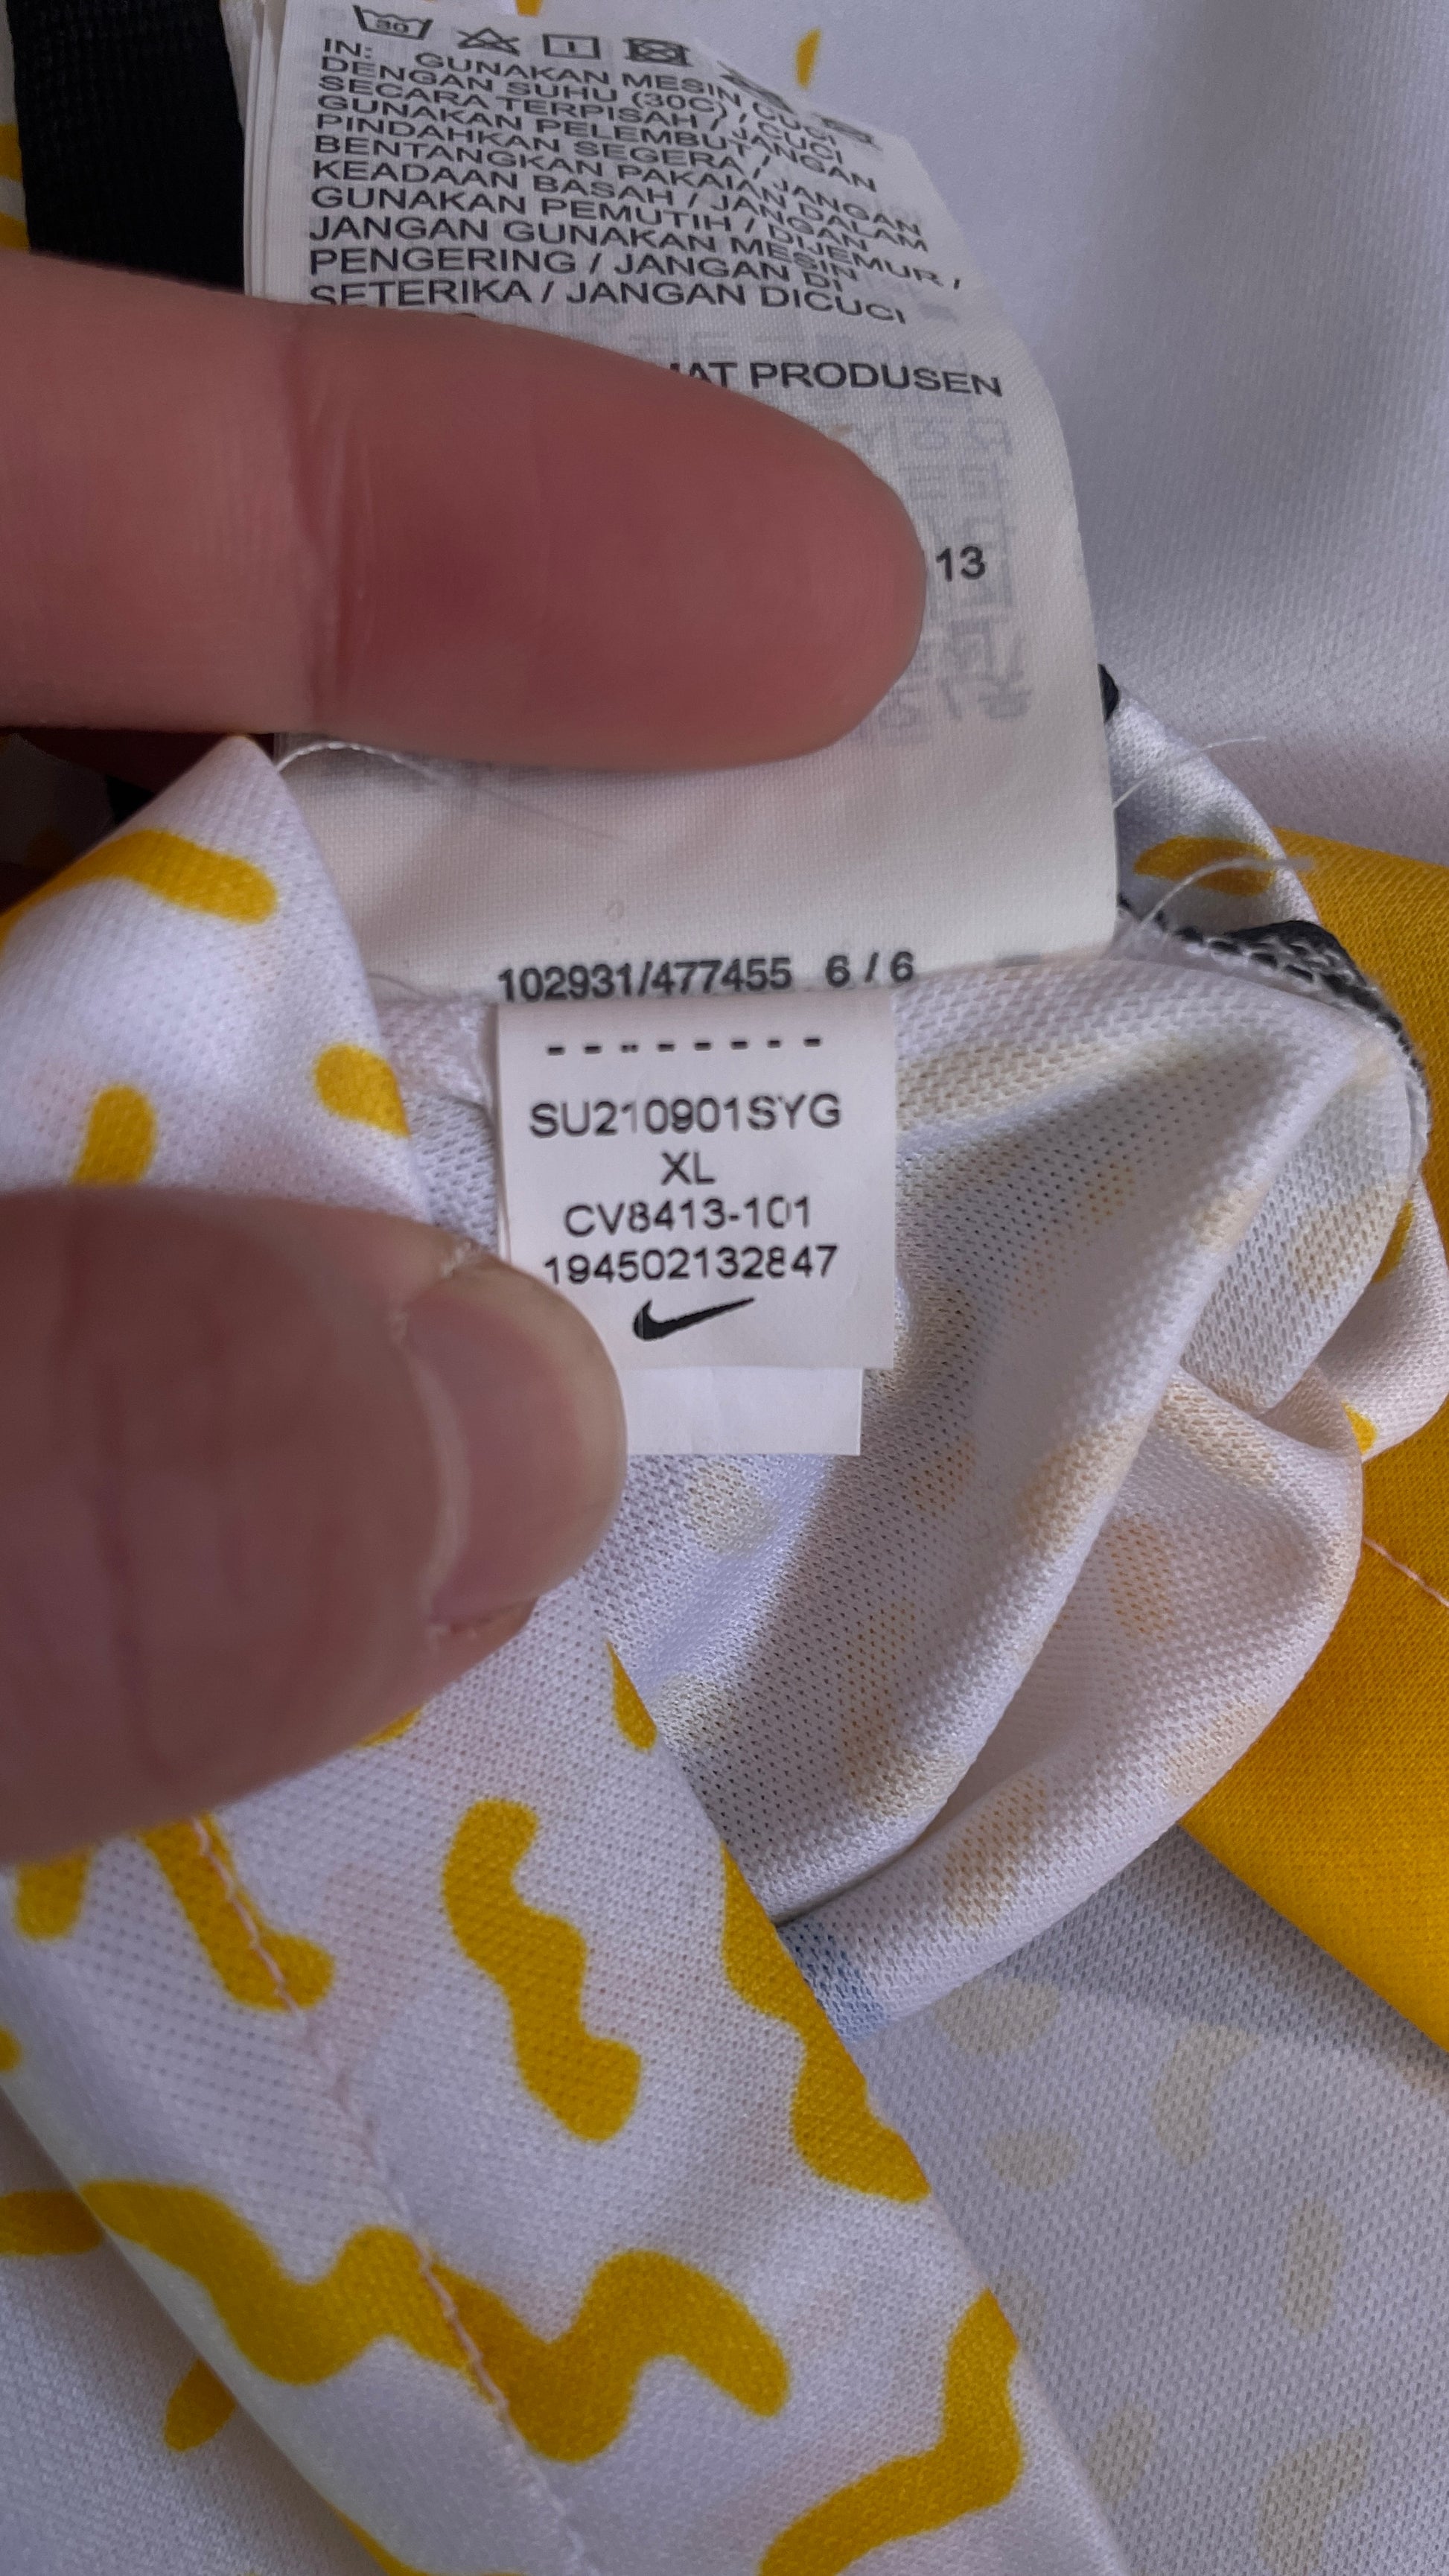 30
IN: GUNAKAN MESIN CUCI
DENGAN SUHU (30C) / CUCI
SECARA TERPISAH / JANGAN
GUNAKAN PELEMBUT /
PINDAHKAN SEGERA / JANGAN
BENTANGKAN PAKAIAN DALAM
KEADAAN BASAH / JANGAN
GUNAKAN PEMUTIH / DIJEMUR /
JANGAN GUNAKAN MESIN
PENGERING / JANGAN DI
SETERIKA / JANGAN DICUCI
PRODUSEN
13
102931/477455 6 / 6
--------
SU210901SYG
XL
CV8413-101
194502132847